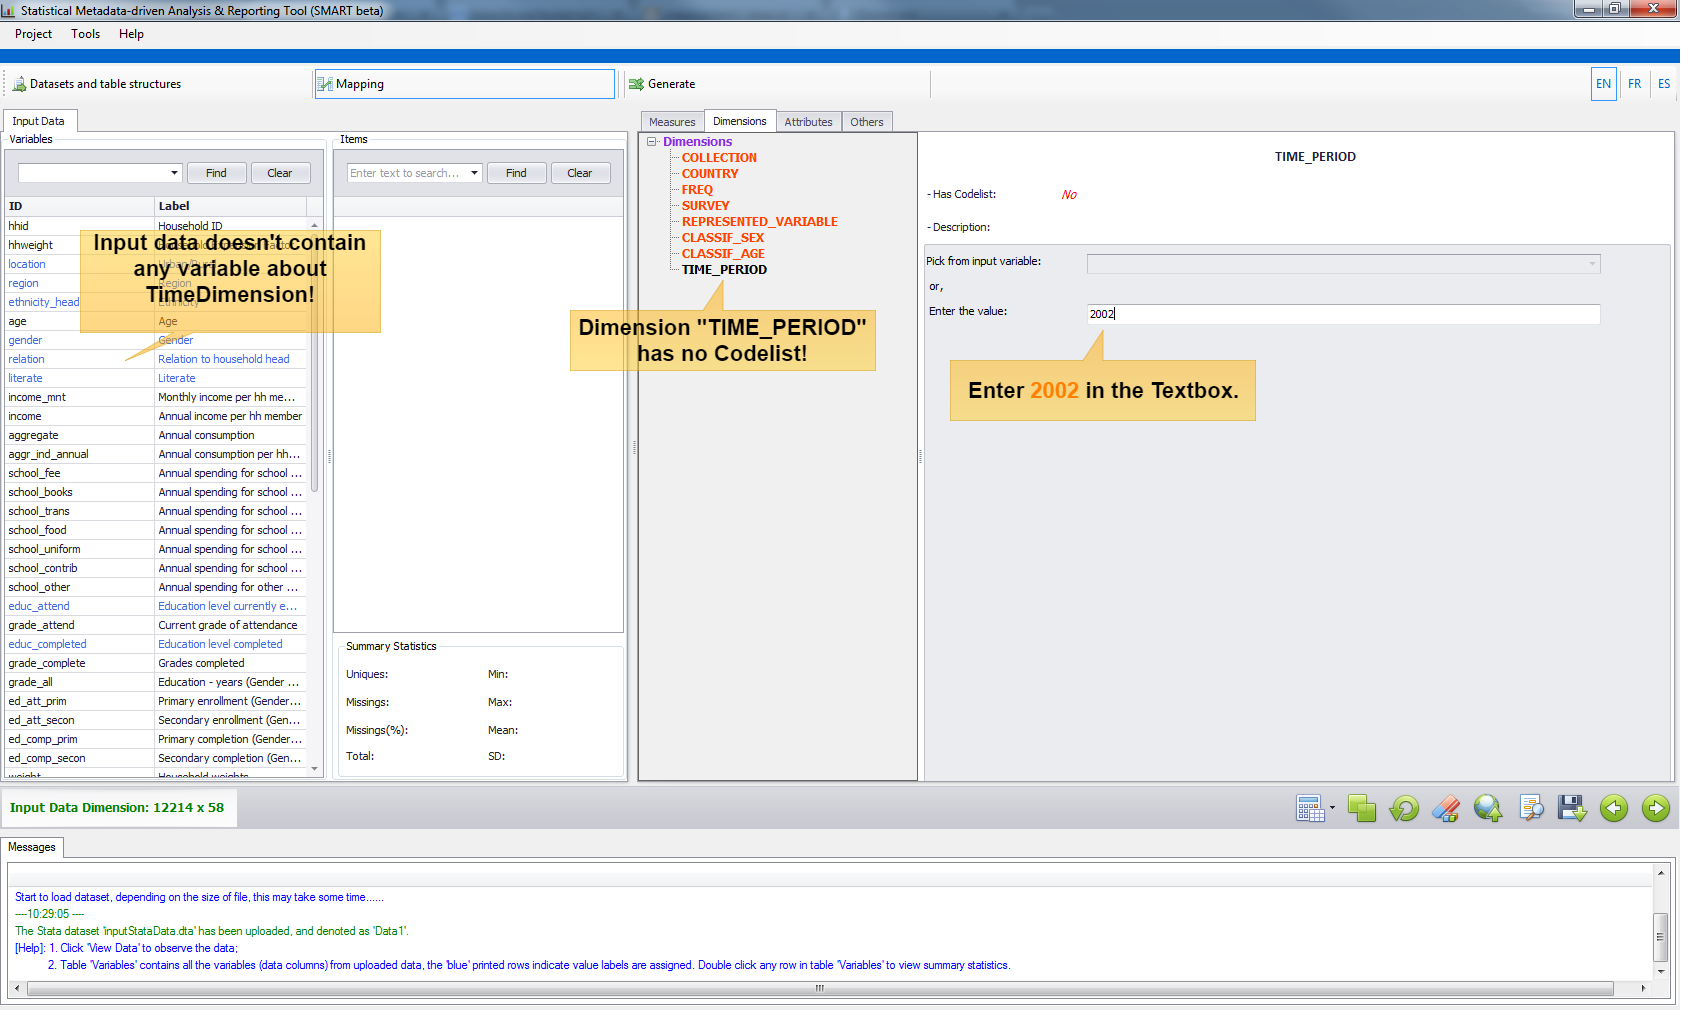 Statistical Metadata-driven Analysis & Reporting Tool (SMART beta)
Project Tools Help
Datasets and table structures Mapping Generate EN FR ES
Input Data
Variables
Find Clear
ID Label
hhid Household ID
hhweight
location
region Region
ethnicity_head Ethnicity
age Age
gender Gender
relation Relation to household head
literate Literate
income_mnt Monthly income per hh me...
income Annual income per hh member
aggregate Annual consumption
aggr_ind_annual Annual consumption per hh...
school_fee Annual spending for school ...
school_books Annual spending for school ...
school_trans Annual spending for school ...
school_food Annual spending for school ...
school_uniform Annual spending for school ...
school_contrib Annual spending for school ...
school_other Annual spending for other ...
educ_attend Education level currently e...
grade_attend Current grade of attendance
educ_completed Education level completed
grade_complete Grades completed
grade_all Education - years (Gender ...
ed_att_prim Primary enrollment (Gender...
ed_att_secon Secondary enrollment (Gen...
ed_comp_prim Primary completion (Gender...
ed_comp_secon Secondary completion (Gen...
weight Household weights
Input data doesn't contain
any variable about
TimeDimension!
Items
Enter text to search... Find Clear
Summary Statistics
Uniques: Min:
Missings: Max:
Missings(%): Mean:
Total: SD:
Measures Dimensions Attributes Others
Dimensions
COLLECTION
COUNTRY
FREQ
SURVEY
REPRESENTED_VARIABLE
CLASSIF_SEX
CLASSIF_AGE
TIME_PERIOD
Dimension "TIME_PERIOD"
has no Codelist!
TIME_PERIOD
- Has Codelist: No
- Description:
Pick from input variable:
or,
Enter the value: 2002
Enter 2002 in the Textbox.
Input Data Dimension: 12214 x 58
Messages
Start to load dataset, depending on the size of file, this may take some time......
----10:29:05 ----
The Stata dataset 'inputStataData.dta' has been uploaded, and denoted as 'Data1'.
[Help]: 1. Click 'View Data' to observe the data;
2. Table 'Variables' contains all the variables (data columns) from uploaded data, the 'blue' printed rows indicate value labels are assigned. Double click any row in table 'Variables' to view summary statistics.